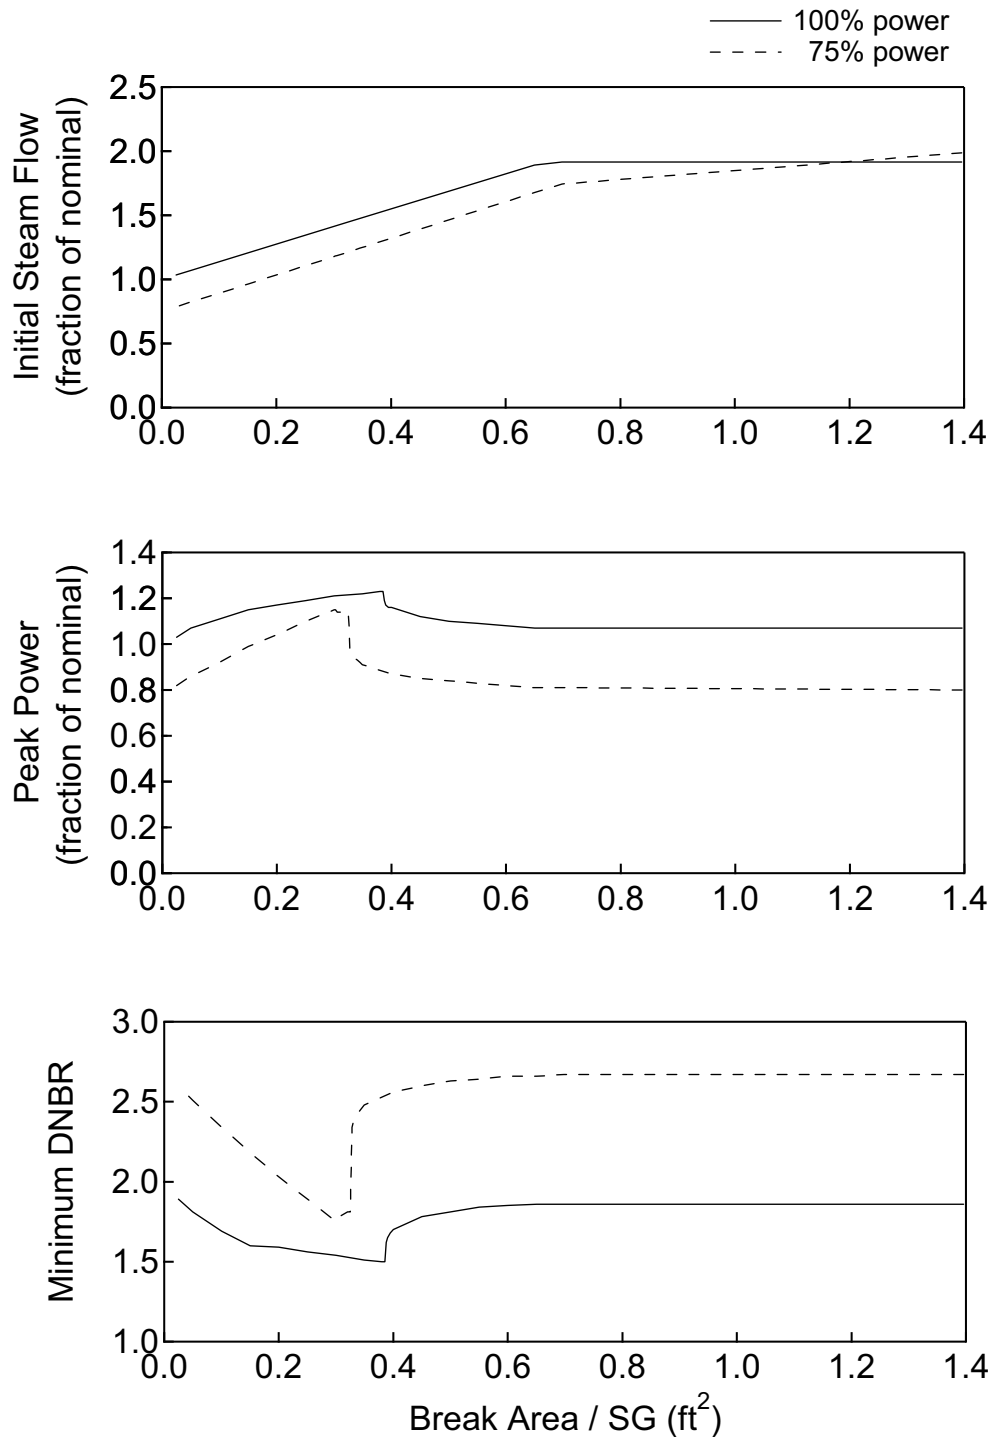 100% power
75% power
Initial Steam Flow
(fraction of nominal)
2.5
2.0
1.5
1.0
0.5
0.0
0.0 0.2 0.4 0.6 0.8 1.0 1.2 1.4
Peak Power
(fraction of nominal)
1.4
1.2
1.0
0.8
0.6
0.4
0.2
0.0
0.0 0.2 0.4 0.6 0.8 1.0 1.2 1.4
Minimum DNBR
3.0
2.5
2.0
1.5
1.0
0.0 0.2 0.4 0.6 0.8 1.0 1.2 1.4
Break Area / SG (ft²)